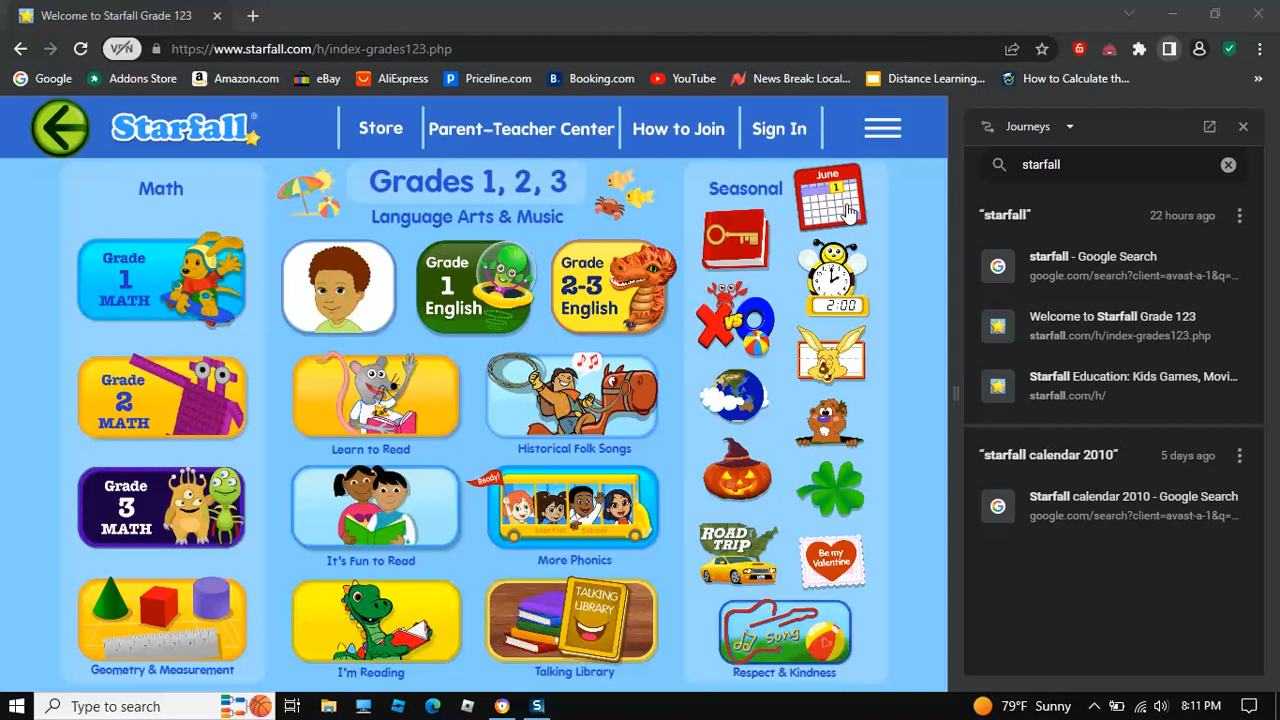 Welcome to Starfall Grade 123
https://www.starfall.com/h/index-grades123.php
Google
Addons Store
Amazon.com
eBay
AliExpress
Priceline.com
Booking.com
YouTube
News Break: Local...
Distance Learning...
How to Calculate th...
»
Starfall
Store
Parent-Teacher Center
How to Join
Sign In
Math
Grades 1, 2, 3
Language Arts & Music
Seasonal
June
1
Grade
1
MATH
Grade
1
English
Grade
2-3
English
2:00
X vs O
Grade
2
MATH
Learn to Read
Historical Folk Songs
Grade
3
MATH
Ready!
Starfall School
It's Fun to Read
More Phonics
ROAD
TRIP
Be my
Valentine
TALKING
LIBRARY
Song
Geometry & Measurement
I'm Reading
Talking Library
Respect & Kindness
Journeys
starfall
"starfall"
22 hours ago
starfall - Google Search
google.com/search?client=avast-a-1&q=...
Welcome to Starfall Grade 123
starfall.com/h/index-grades123.php
Starfall Education: Kids Games, Movi...
starfall.com/h/
"starfall calendar 2010"
5 days ago
Starfall calendar 2010 - Google Search
google.com/search?client=avast-a-1&q=...
Type to search
79°F Sunny
8:11 PM